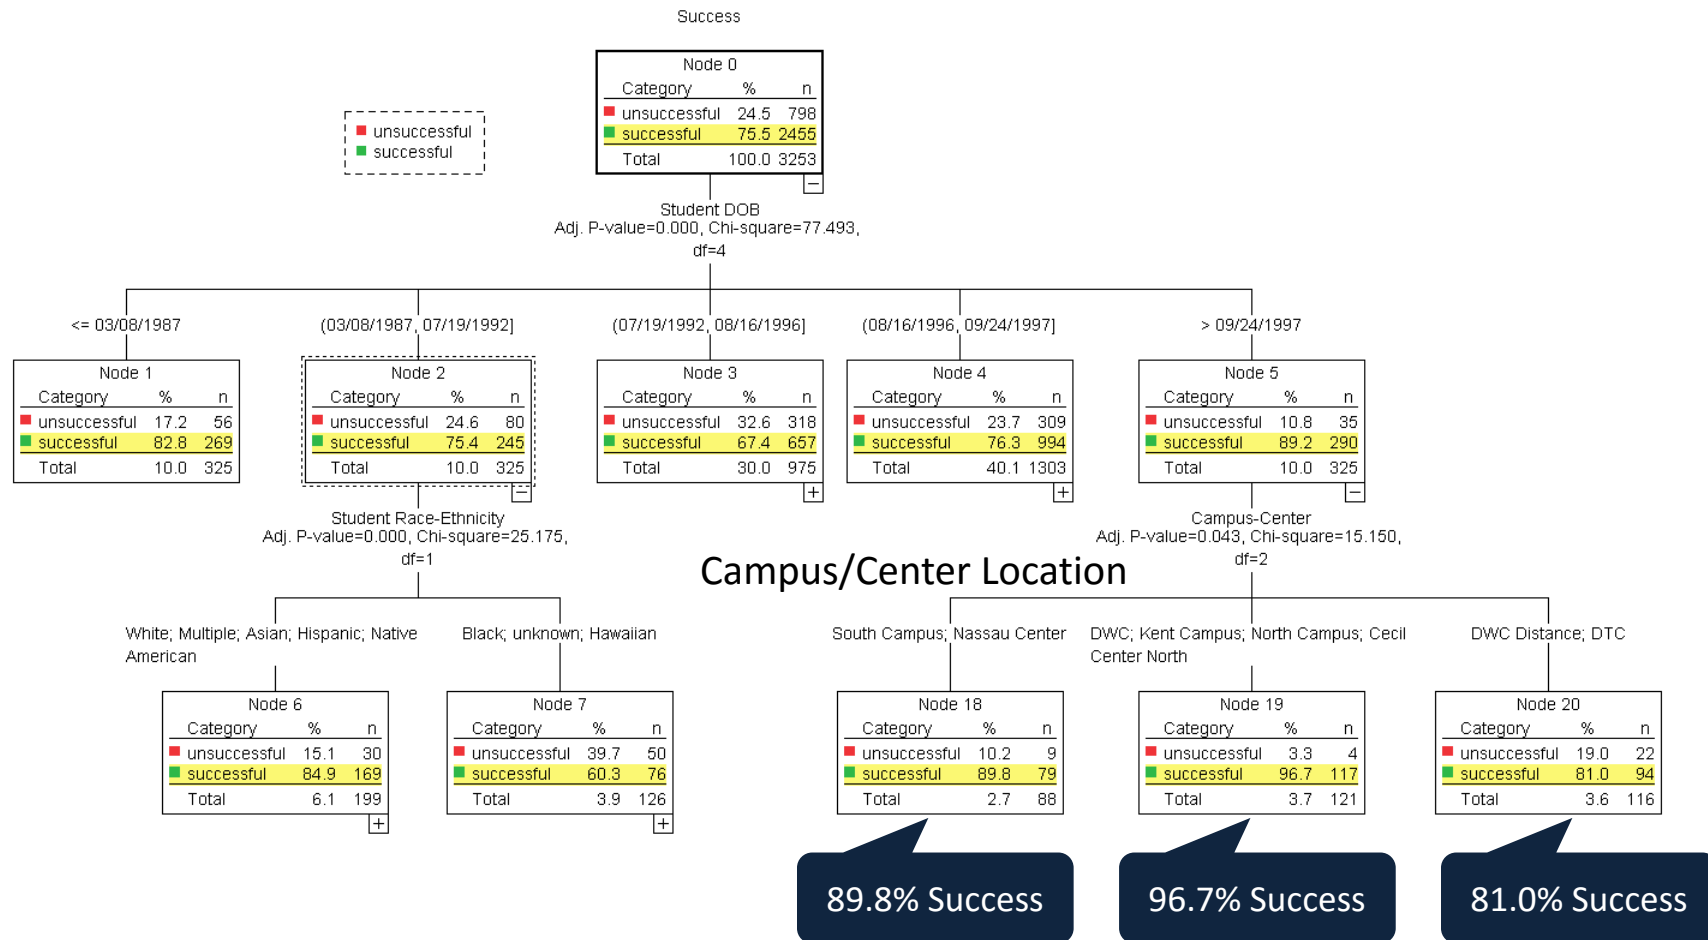 Success
Node 0
Category % n
unsuccessful 24.5 798
successful 75.5 2455
Total 100.0 3253
unsuccessful
successful
Student DOB
Adj. P-value=0.000, Chi-square=77.493,
df=4
<= 03/08/1987
(03/08/1987, 07/19/1992]
(07/19/1992, 08/16/1996]
(08/16/1996, 09/24/1997]
> 09/24/1997
Node 1
Category % n
unsuccessful 17.2 56
successful 82.8 269
Total 10.0 325
Node 2
Category % n
unsuccessful 24.6 80
successful 75.4 245
Total 10.0 325
Node 3
Category % n
unsuccessful 32.6 318
successful 67.4 657
Total 30.0 975
Node 4
Category % n
unsuccessful 23.7 309
successful 76.3 994
Total 40.1 1303
Node 5
Category % n
unsuccessful 10.8 35
successful 89.2 290
Total 10.0 325
Student Race-Ethnicity
Adj. P-value=0.000, Chi-square=25.175,
df=1
Campus-Center
Adj. P-value=0.043, Chi-square=15.150,
df=2
Campus/Center Location
White; Multiple; Asian; Hispanic; Native
American
Black; unknown; Hawaiian
South Campus; Nassau Center
DWC; Kent Campus; North Campus; Cecil
Center North
DWC Distance; DTC
Node 6
Category % n
unsuccessful 15.1 30
successful 84.9 169
Total 6.1 199
Node 7
Category % n
unsuccessful 39.7 50
successful 60.3 76
Total 3.9 126
Node 18
Category % n
unsuccessful 10.2 9
successful 89.8 79
Total 2.7 88
Node 19
Category % n
unsuccessful 3.3 4
successful 96.7 117
Total 3.7 121
Node 20
Category % n
unsuccessful 19.0 22
successful 81.0 94
Total 3.6 116
89.8% Success
96.7% Success
81.0% Success